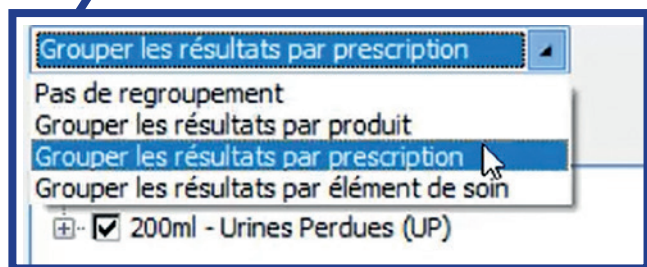 Grouper les résultats par prescription
Pas de regroupement
Grouper les résultats par produit
Grouper les résultats par prescription
Grouper les résultats par élément de soin
200ml - Urines Perdues (UP)